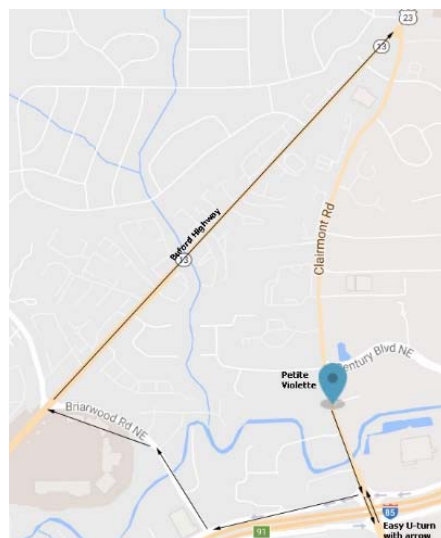 23
13
Buford Highway
13
Clairmont Rd
Petite
Violette
Century Blvd NE
Briarwood Rd NE
85
91
Easy U-turn
with arrow